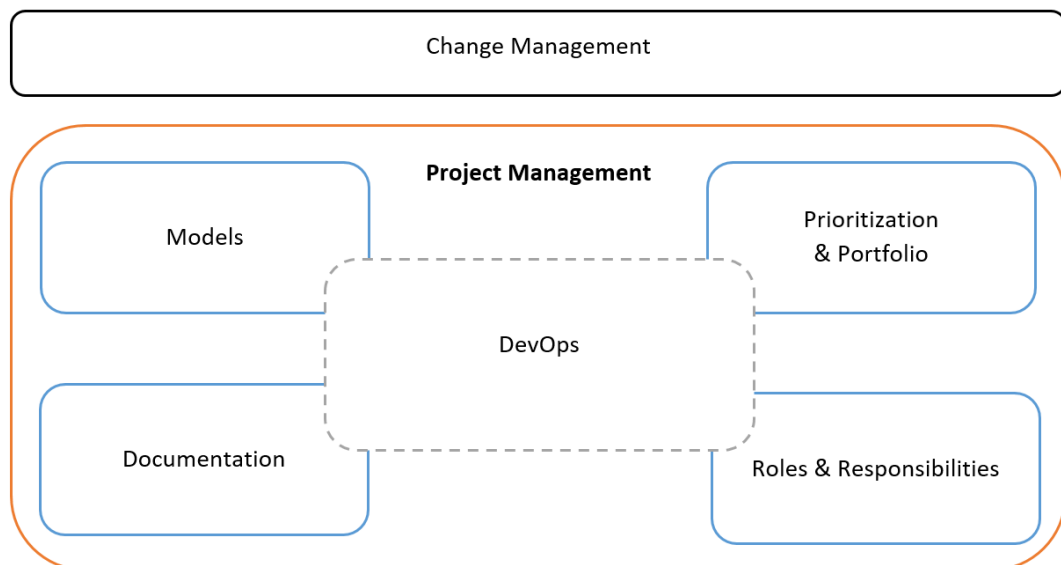 Change Management
Project Management
Models
Prioritization
& Portfolio
DevOps
Documentation
Roles & Responsibilities